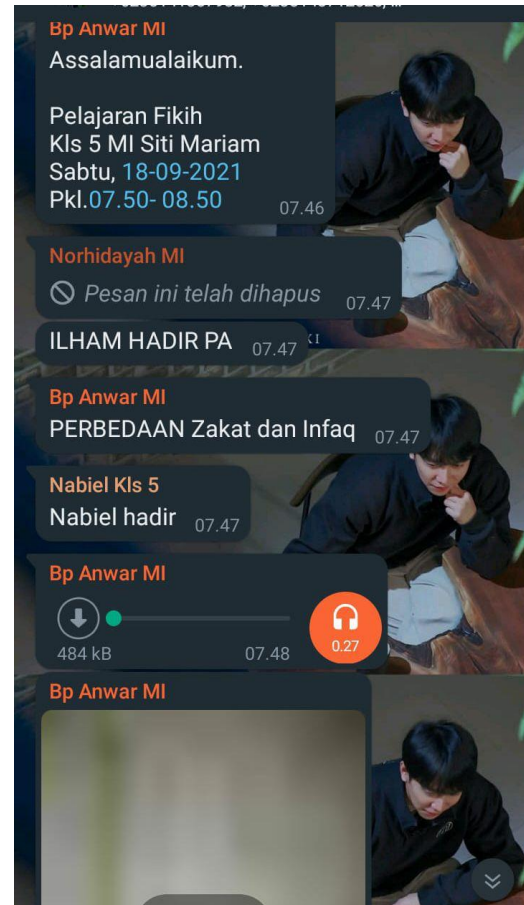 Bp Anwar MI
Assalamualaikum.
Pelajaran Fikih
Kls 5 MI Siti Mariam
Sabtu, 18-09-2021
Pkl.07.50- 08.50
07.46
Norhidayah MI
Pesan ini telah dihapus 07.47
ILHAM HADIR PA 07.47
Bp Anwar MI
PERBEDAAN Zakat dan Infaq 07.47
Nabiel Kls 5
Nabiel hadir 07.47
Bp Anwar MI
0.27
484 kB 07.48
Bp Anwar MI